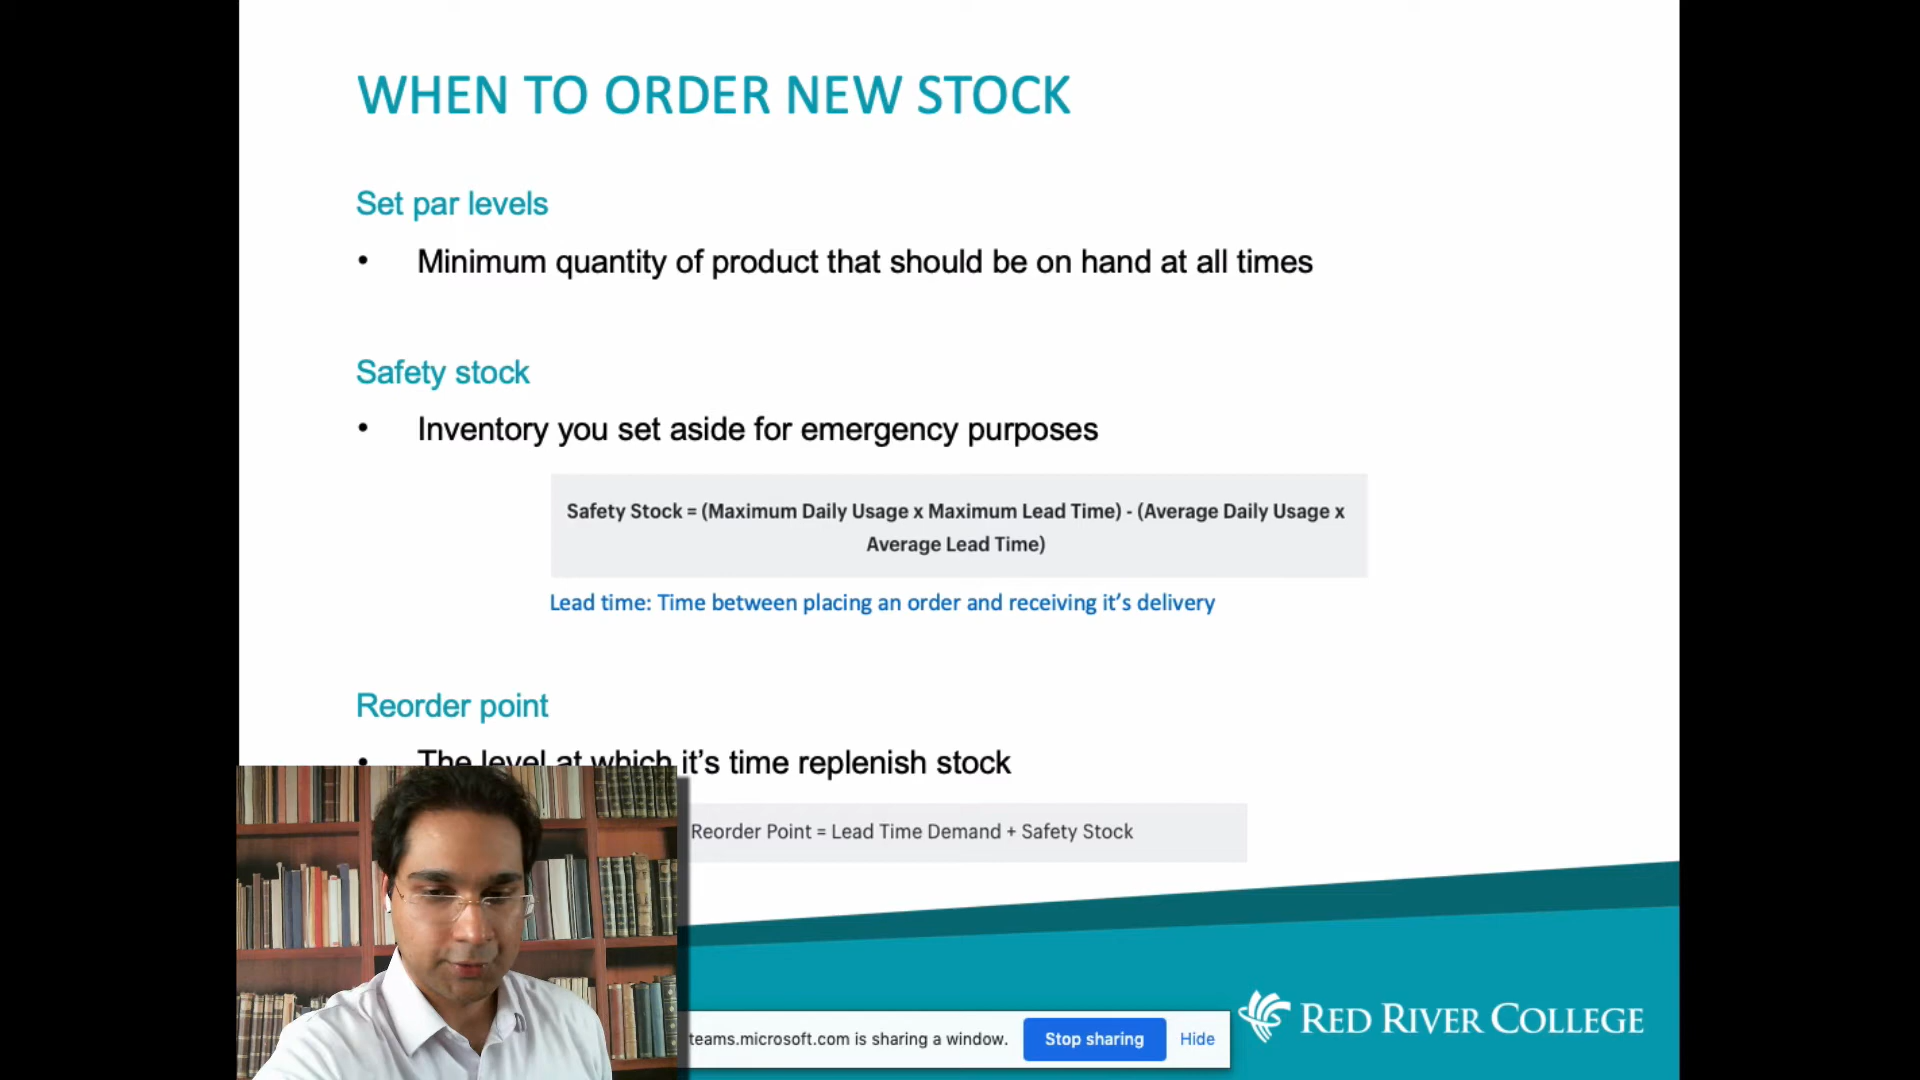 WHEN TO ORDER NEW STOCK
Set par levels
• Minimum quantity of product that should be on hand at all times
Safety stock
• Inventory you set aside for emergency purposes
Safety Stock = (Maximum Daily Usage x Maximum Lead Time) - (Average Daily Usage x
Average Lead Time)
Lead time: Time between placing an order and receiving it's delivery
Reorder point
• The level at which it's time replenish stock
Reorder Point = Lead Time Demand + Safety Stock
teams.microsoft.com is sharing a window. Stop sharing Hide
RED RIVER COLLEGE